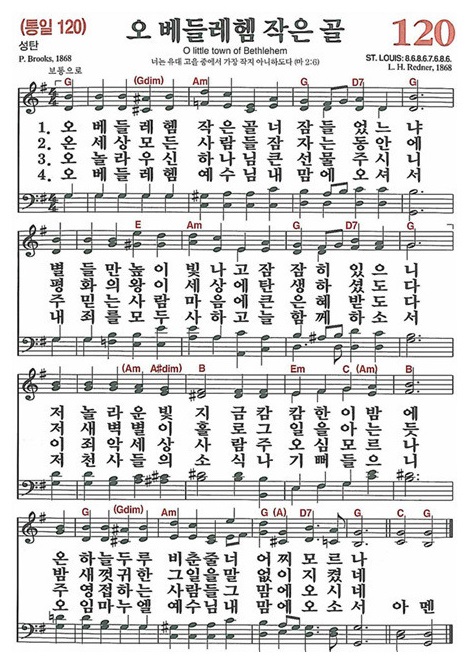 (통일 120) 오 베들레헴 작은 골 120
성탄 O little town of Bethlehem
P. Brooks, 1868 너는 유대 고을 중에서 가장 작지 아니하도다 (마 2:6) ST. LOUIS: 8.6.8.6.7.6.8.6.
보통으로 L. H. Redner, 1868
G (Gdim) Am G D7 G
1. 오 베 들 레 헴 작 은 골 너 잠 들 었 느 냐
2. 온 세 상 모 든 사 람 들 잠 자 는 동 안 에
3. 오 놀 라 우 신 하 나 님 큰 선 물 주 시 니
4. 오 베 들 레 헴 예 수 님 내 맘 에 오 셔 서
E Am G D7 G
별 들 만 높 이 빛 나 고 잠 잠 히 있 으 니
평 화 의 왕 이 세 상 에 탄 생 하 셨 도 다
주 믿 는 사 람 큰 은 혜 받 도 다
내 죄 를 모 두 사 하 고 늘 함 께 하 소 서
(Am A#dim) B Em C (Am) B
저 놀 라 운 빛 지 금 캄 캄 한 이 밤 에
저 새 벽 별 이 홀 로 그 일 을 아 는 듯
이 죄 악 세 상 사 람 그 오 심 모 르 나
저 천 사 들 의 소 식 나 기 뻐 들 으 니
G (Gdim) Am G (A) D7 G C G
온 하 늘 두 루 비 춘 줄 너 어 찌 모 르 나
밤 새 껏 귀 한 그 일 을 말 없 이 지 켰 네
주 영 접 하 는 사 람 들 그 맘 에 오 시 네
오 임 마 누 엘 예 수 님 내 맘 에 오 소 서 아 멘